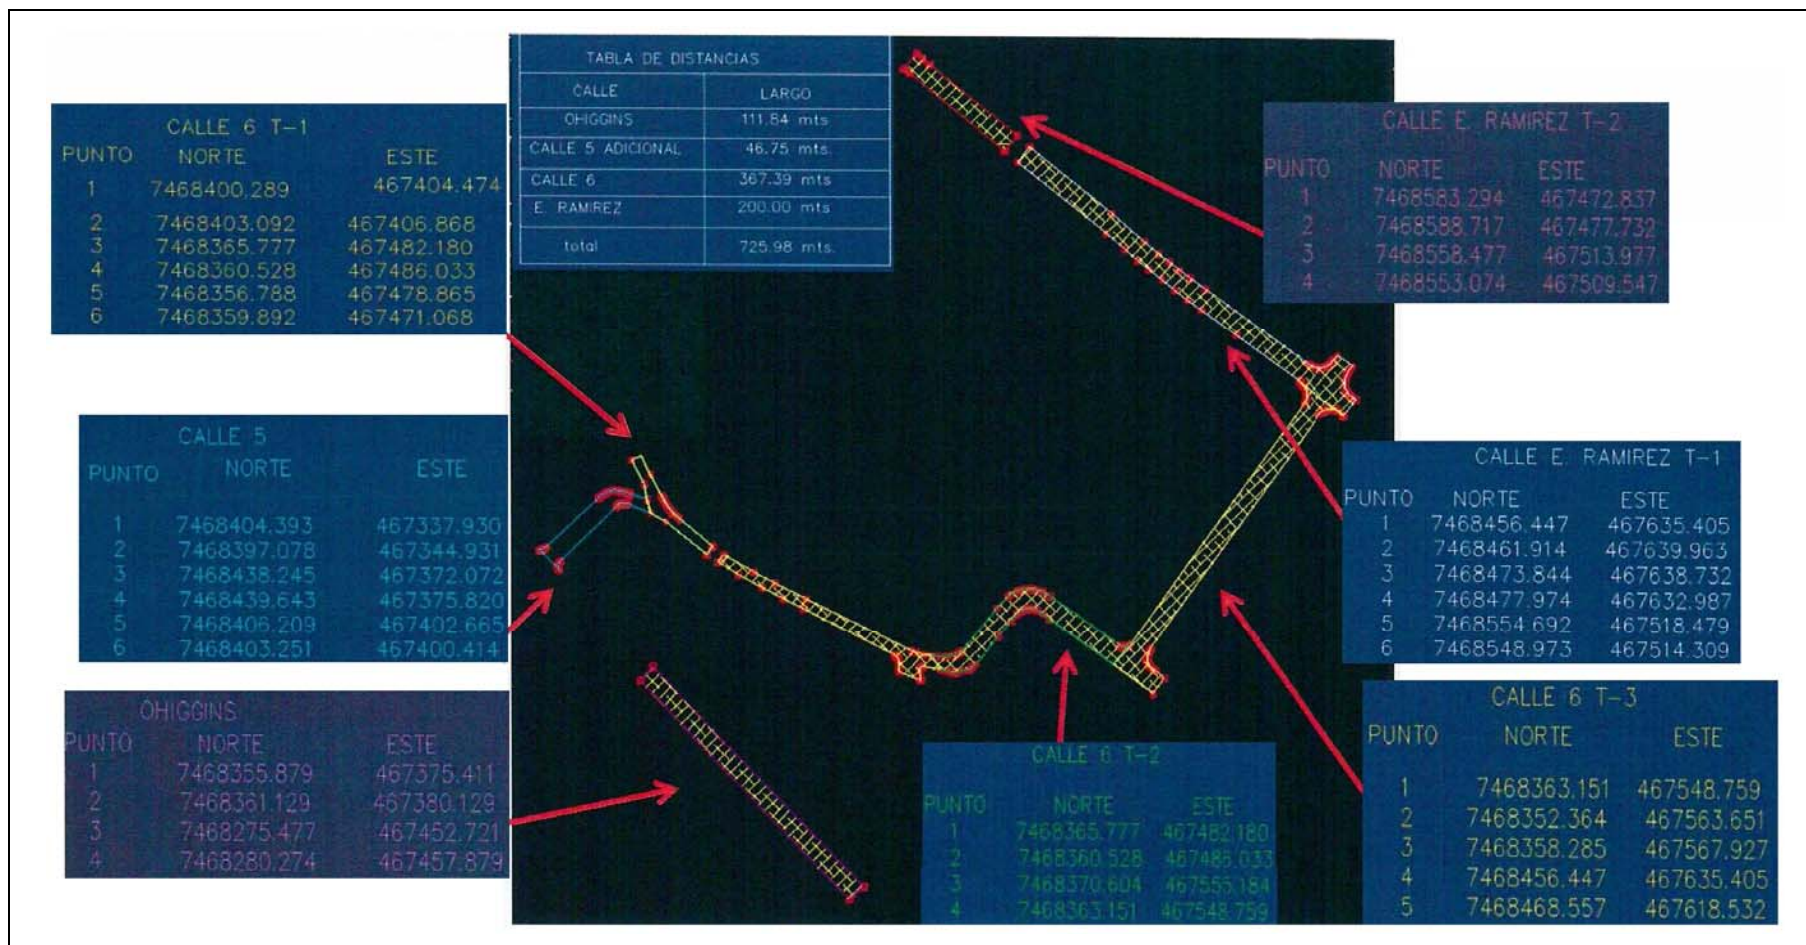 TABLA DE DISTANCIAS
CALLE LARGO
OHIGGINS 111.84 mts
CALLE 5 ADICIONAL 46.75 mts.
CALLE 6 367.39 mts
E. RAMIREZ 200.00 mts
total 725.98 mts.
CALLE 6 T-1
PUNTO NORTE ESTE
1 7468400.289 467404.474
2 7468403.092 467406.868
3 7468365.777 467482.180
4 7468360.528 467486.033
5 7468356.788 467478.865
6 7468359.892 467471.068
CALLE E. RAMIREZ T-2
PUNTO NORTE ESTE
1 7468583.294 467472.837
2 7468588.717 467477.732
3 7468558.477 467513.977
4 7468553.074 467509.547
CALLE 5
PUNTO NORTE ESTE
1 7468404.393 467337.930
2 7468397.078 467344.931
3 7468438.245 467372.072
4 7468439.643 467375.820
5 7468406.209 467402.665
6 7468403.251 467400.414
CALLE E. RAMIREZ T-1
PUNTO NORTE ESTE
1 7468456.447 467635.405
2 7468461.914 467639.963
3 7468473.844 467638.732
4 7468477.974 467632.987
5 7468554.692 467518.479
6 7468548.973 467514.309
OHIGGINS
PUNTO NORTE ESTE
1 7468355.879 467375.411
2 7468361.129 467380.129
3 7468275.477 467452.721
4 7468280.274 467457.879
CALLE 6 T-2
PUNTO NORTE ESTE
1 7468365.777 467482.180
2 7468360.528 467486.033
3 7468370.604 467555.184
4 7468363.151 467548.759
CALLE 6 T-3
PUNTO NORTE ESTE
1 7468363.151 467548.759
2 7468352.364 467563.651
3 7468358.285 467567.927
4 7468456.447 467635.405
5 7468468.557 467618.532